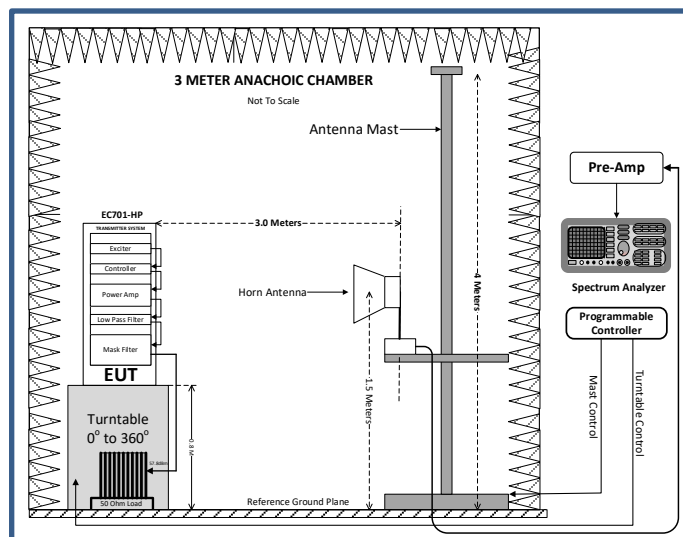 3 METER ANACHOIC CHAMBER
Not To Scale
Antenna Mast
Pre-Amp
EC701-HP
TRANSMITTER SYSTEM
Exciter
Controller
Power Amp
Low Pass Filter
Mask Filter
EUT
3.0 Meters
Horn Antenna
4 Meters
1.5 Meters
Spectrum Analyzer
Programmable
Controller
Mast Control
Turntable Control
Turntable
0° to 360°
0.8 M
50 Ohm Load
Reference Ground Plane